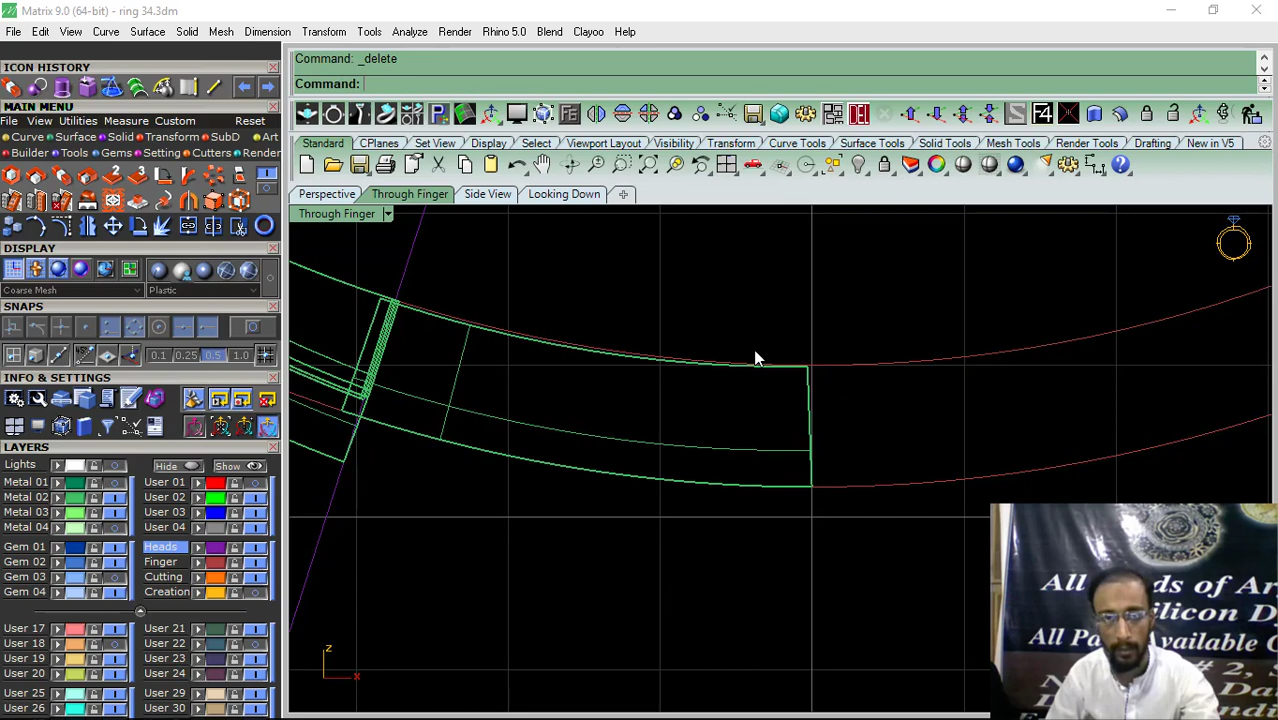 Matrix 9.0 (64-bit) - ring 34.3dm
File Edit View Curve Surface Solid Mesh Dimension Transform Tools Analyze Render Rhino 5.0 Blend Clayoo Help
ICON HISTORY
Command: _delete
Command:
MAIN MENU
File View Utilities Measure Custom Reset
Curve Surface Solid Transform SubD Art
Builder Tools Gems Setting Cutters Render
Standard CPlanes Set View Display Select Viewport Layout Visibility Transform Curve Tools Surface Tools Solid Tools Mesh Tools Render Tools Drafting New in V5
Perspective Through Finger Side View Looking Down
Through Finger
DISPLAY
Coarse Mesh Plastic
SNAPS
0.1 0.25 0.5 1.0
INFO & SETTINGS
LAYERS
Lights Hide Show
Metal 01 User 01
Metal 02 User 02
Metal 03 User 03
Metal 04 User 04
Gem 01 Heads
Gem 02 Finger
Gem 03 Cutting
Gem 04 Creation
User 17 User 21
User 18 User 22
User 19 User 23
User 20 User 24
User 25 User 29
User 26 User 30
z
x
F4
All
ds of Ar
ilicon D
All Pa
Available
# 2, S